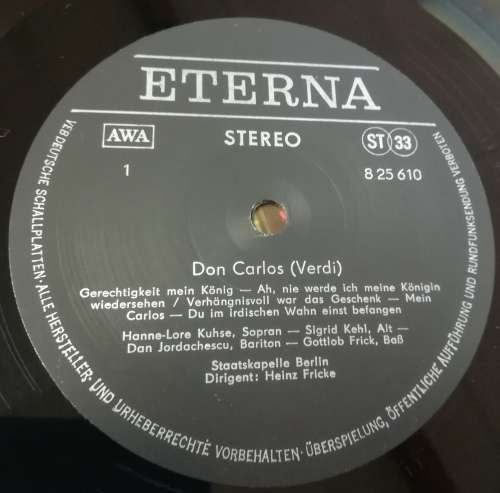 ETERNA
AWA
STEREO
ST 33
1
8 25 610
Don Carlos (Verdi)
Gerechtigkeit mein König — Ah, nie werde ich meine Königin
wiedersehen / Verhängnisvoll war das Geschenk — Mein
Carlos — Du im irdischen Wahn einst befangen
Hanne-Lore Kuhse, Sopran — Sigrid Kehl, Alt —
Dan Jordachescu, Bariton — Gottlob Frick, Baß
Staatskapelle Berlin
Dirigent: Heinz Fricke
VEB DEUTSCHE SCHALLPLATTEN · ALLE HERSTELLER- UND URHEBERRECHTE VORBEHALTEN · ÜBERSPIELUNG, ÖFFENTLICHE AUFFÜHRUNG UND RUNDFUNKSENDUNG VERBOTEN